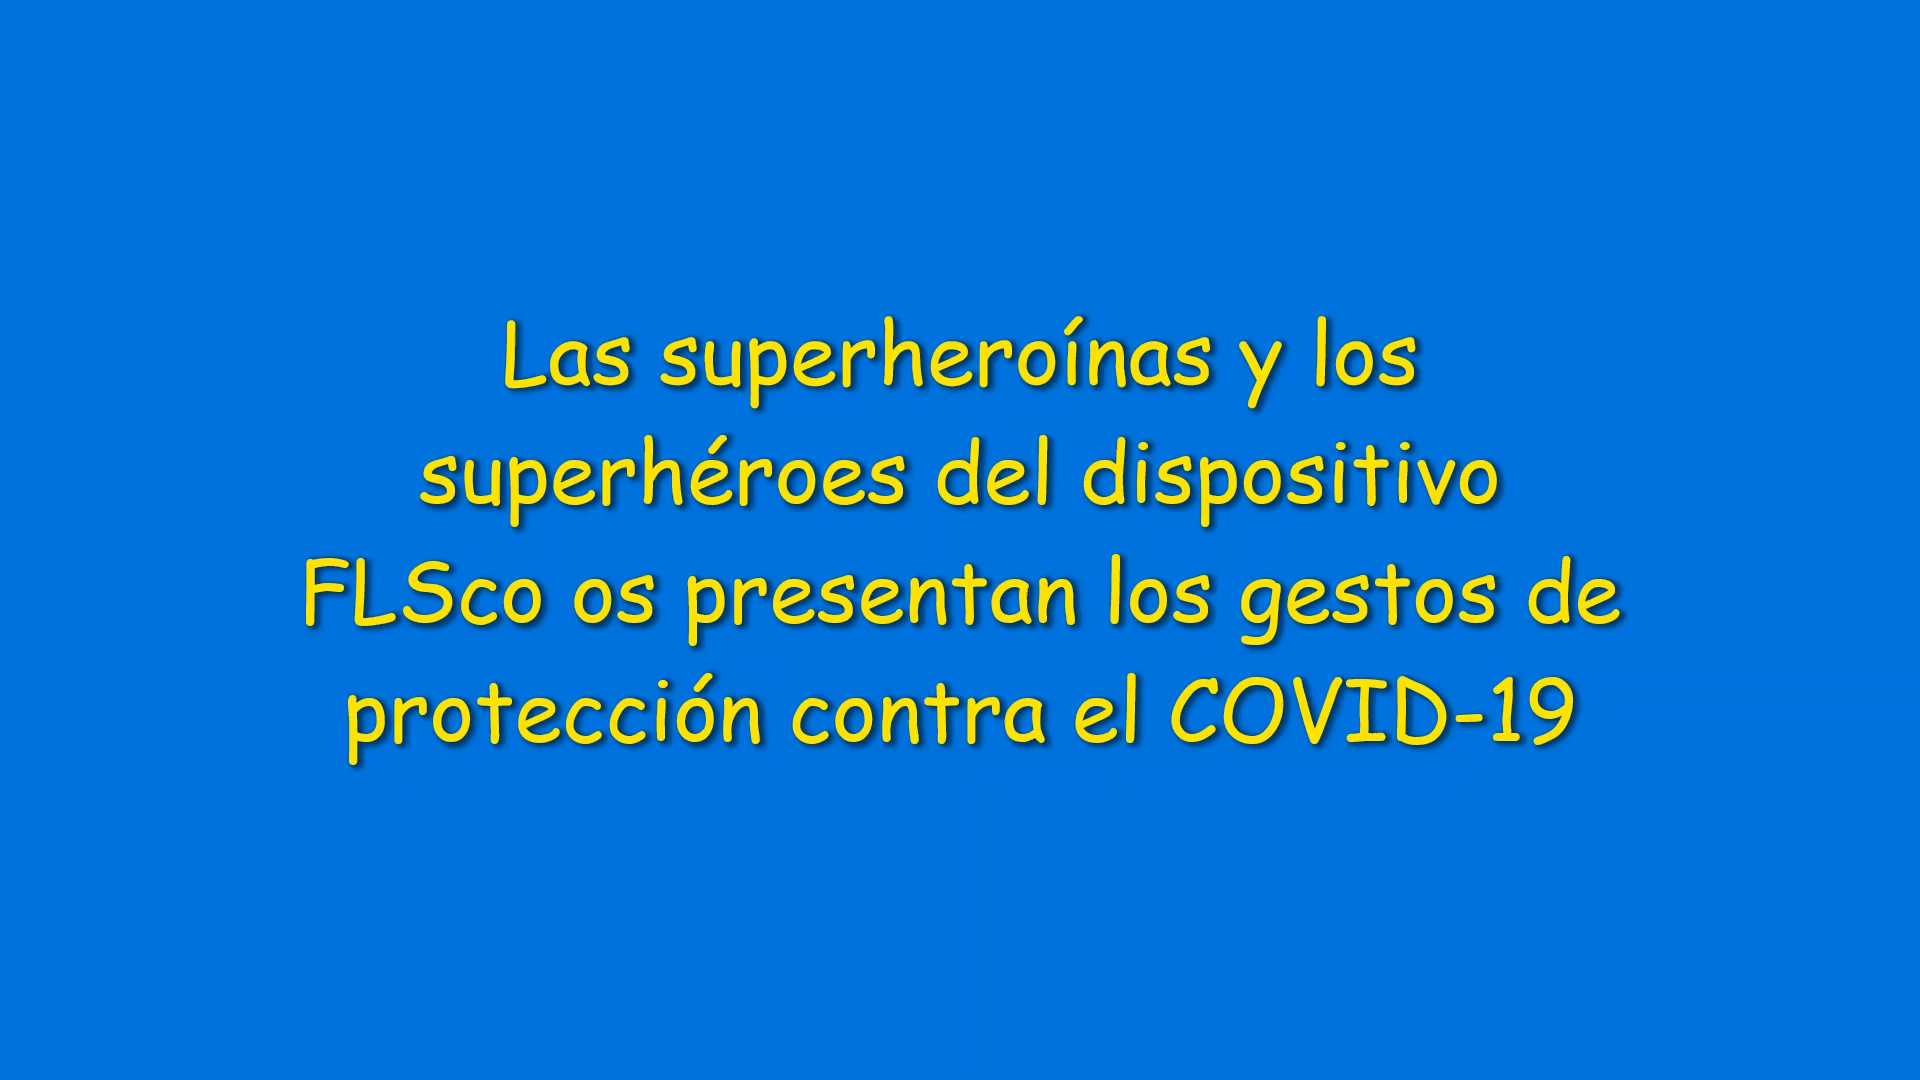 Las superheroínas y los
superhéroes del dispositivo
FLSco os presentan los gestos de
protección contra el COVID-19